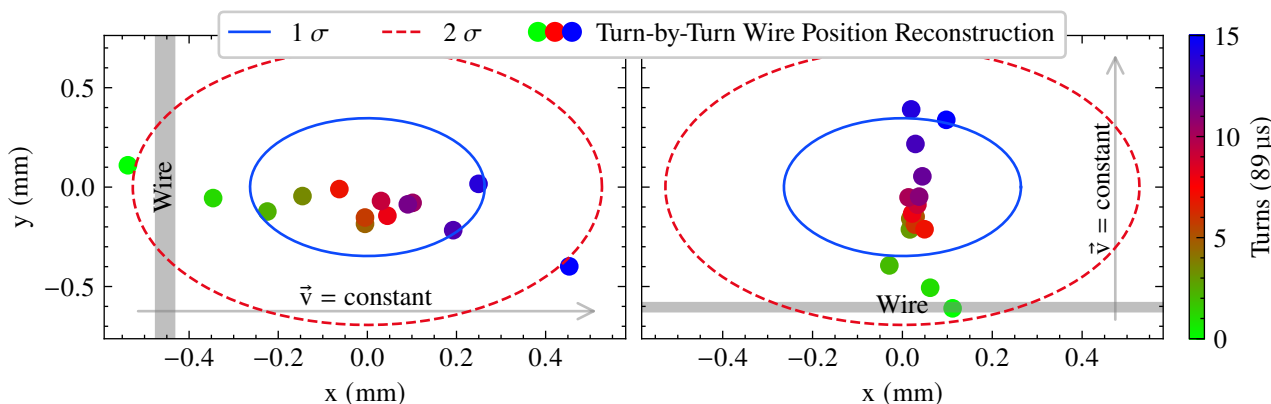 1 σ 2 σ Turn-by-Turn Wire Position Reconstruction
y (mm)
0.5
0.0
−0.5
Wire
v⃗ = constant
−0.4 −0.2 0.0 0.2 0.4
x (mm)
Wire
v⃗ = constant
−0.4 −0.2 0.0 0.2 0.4
x (mm)
15
10
5
0
Turns (89 µs)